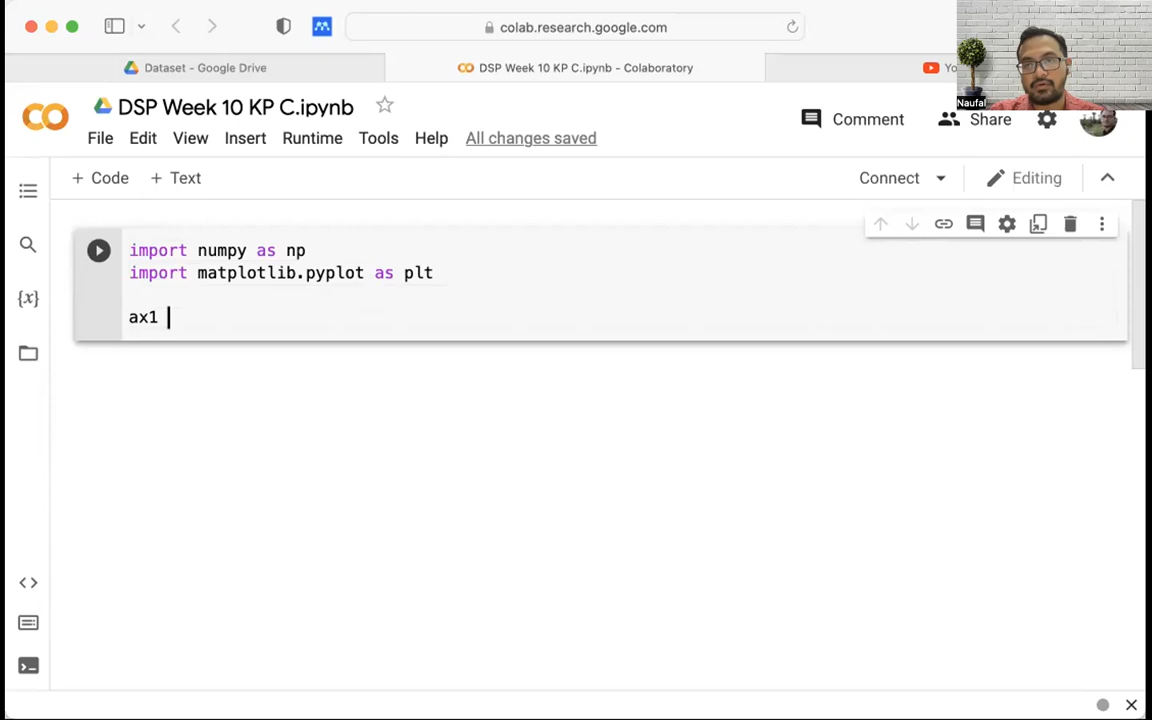 colab.research.google.com
Dataset - Google Drive
DSP Week 10 KP C.ipynb - Colaboratory
Naufal
DSP Week 10 KP C.ipynb
File Edit View Insert Runtime Tools Help All changes saved
Comment Share
+ Code + Text
Connect Editing
import numpy as np
import matplotlib.pyplot as plt
ax1
{x}